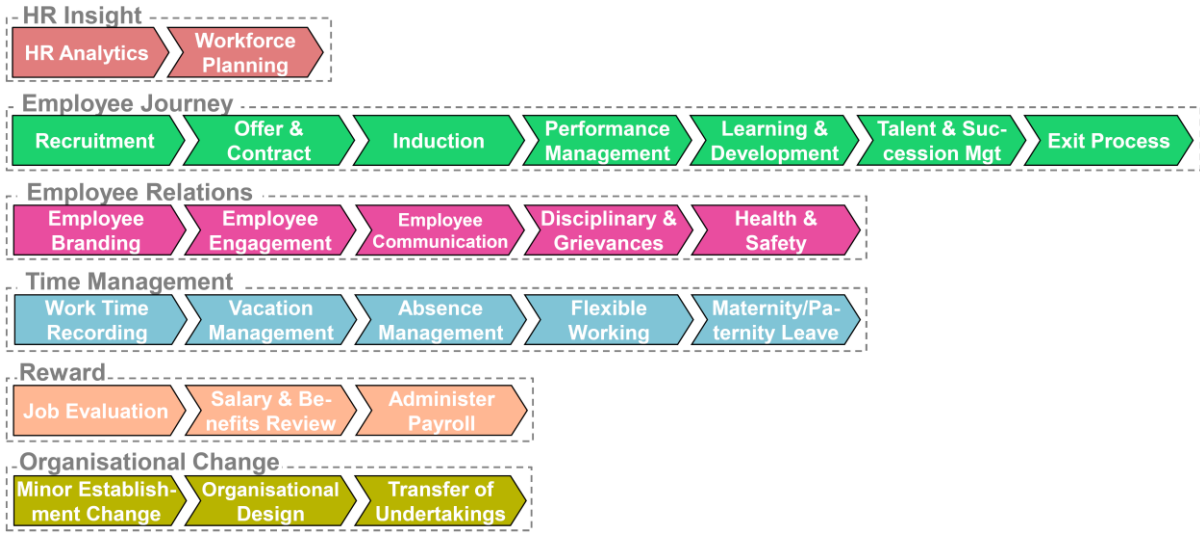 HR Insight
HR Analytics
Workforce
Planning
Employee Journey
Recruitment
Offer &
Contract
Induction
Performance
Management
Learning &
Development
Talent & Suc-
cession Mgt
Exit Process
Employee Relations
Employee
Branding
Employee
Engagement
Employee
Communication
Disciplinary &
Grievances
Health &
Safety
Time Management
Work Time
Recording
Vacation
Management
Absence
Management
Flexible
Working
Maternity/Pa-
ternity Leave
Reward
Job Evaluation
Salary & Be-
nefits Review
Administer
Payroll
Organisational Change
Minor Establish-
ment Change
Organisational
Design
Transfer of
Undertakings